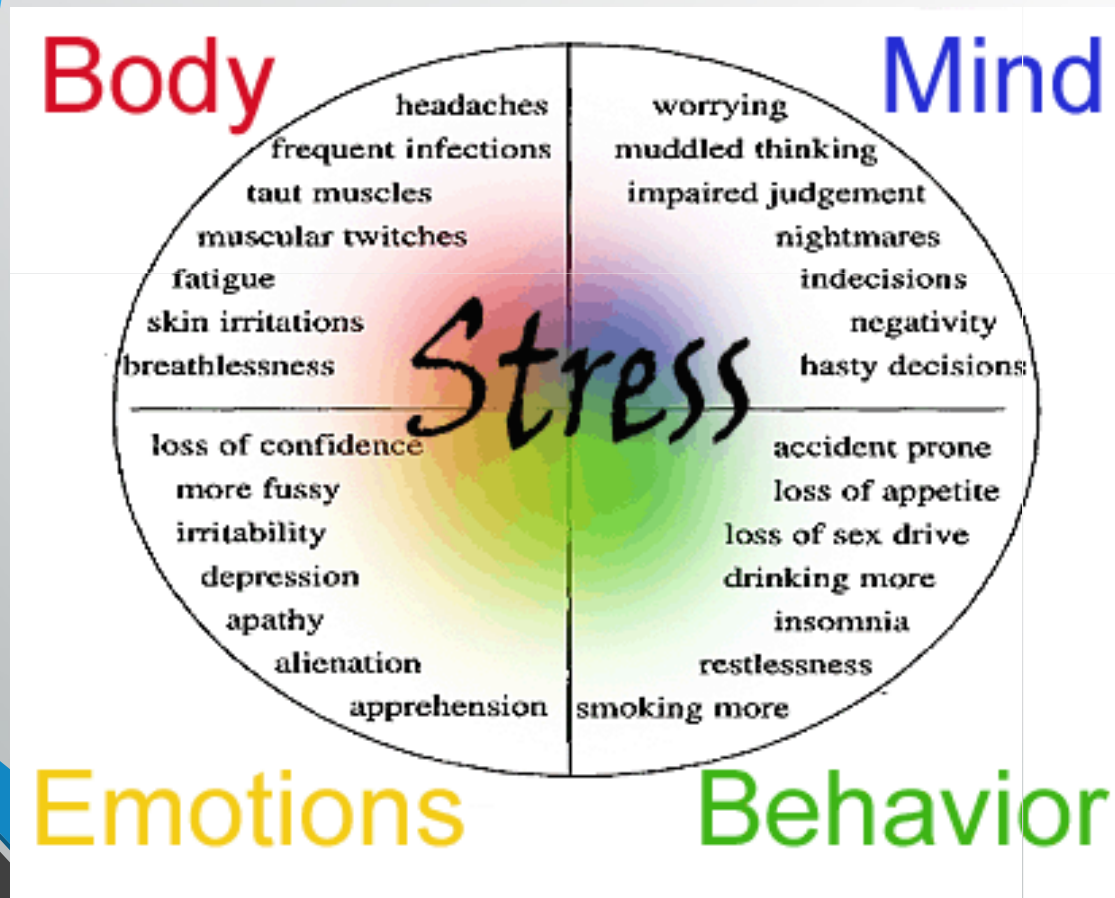 Body
headaches
frequent infections
taut muscles
muscular twitches
fatigue
skin irritations
breathlessness
Mind
worrying
muddled thinking
impaired judgement
nightmares
indecisions
negativity
hasty decisions
Stress
loss of confidence
more fussy
irritability
depression
apathy
alienation
apprehension
Emotions
accident prone
loss of appetite
loss of sex drive
drinking more
insomnia
restlessness
smoking more
Behavior